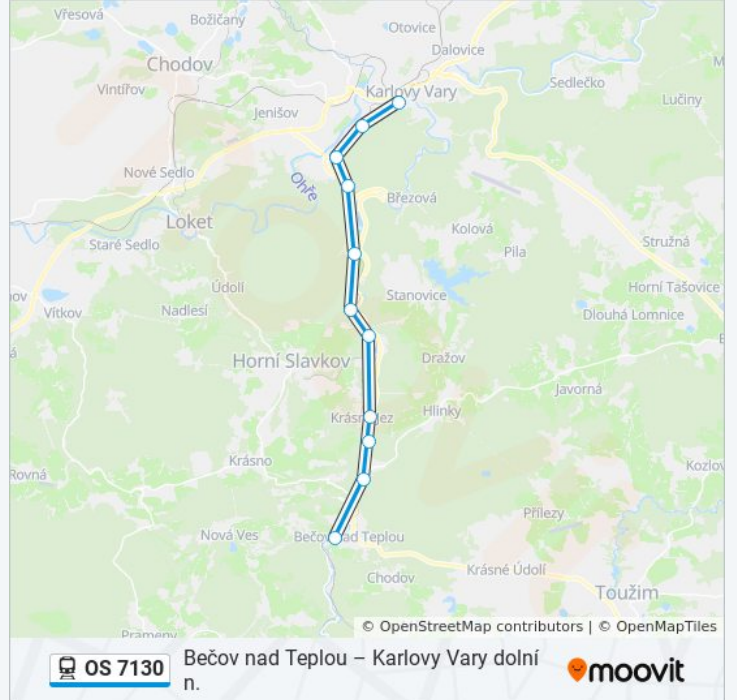 Vřesová
Božičany
Otovice
Dalovice
Chodov
Vintířov
Karlovy Vary
Sedlečko
Lučiny
Jenišov
Nové Sedlo
Ohře
Březová
Loket
Kolová
Staré Sedlo
Pila
Stružná
Údolí
Stanovice
Horní Tašovice
Vítkov
Nadlesí
Dlouhá Lomnice
Horní Slavkov
Dražov
Javorná
Hlinky
Krásno
Rovná
Kozlov
Přílezy
Nová Ves
Bečov nad Teplou
Krásné Údolí
Chodov
Toužim
Prameny
© OpenStreetMap contributors | © OpenMapTiles
OS 7130
Bečov nad Teplou – Karlovy Vary dolní
n.
moovit